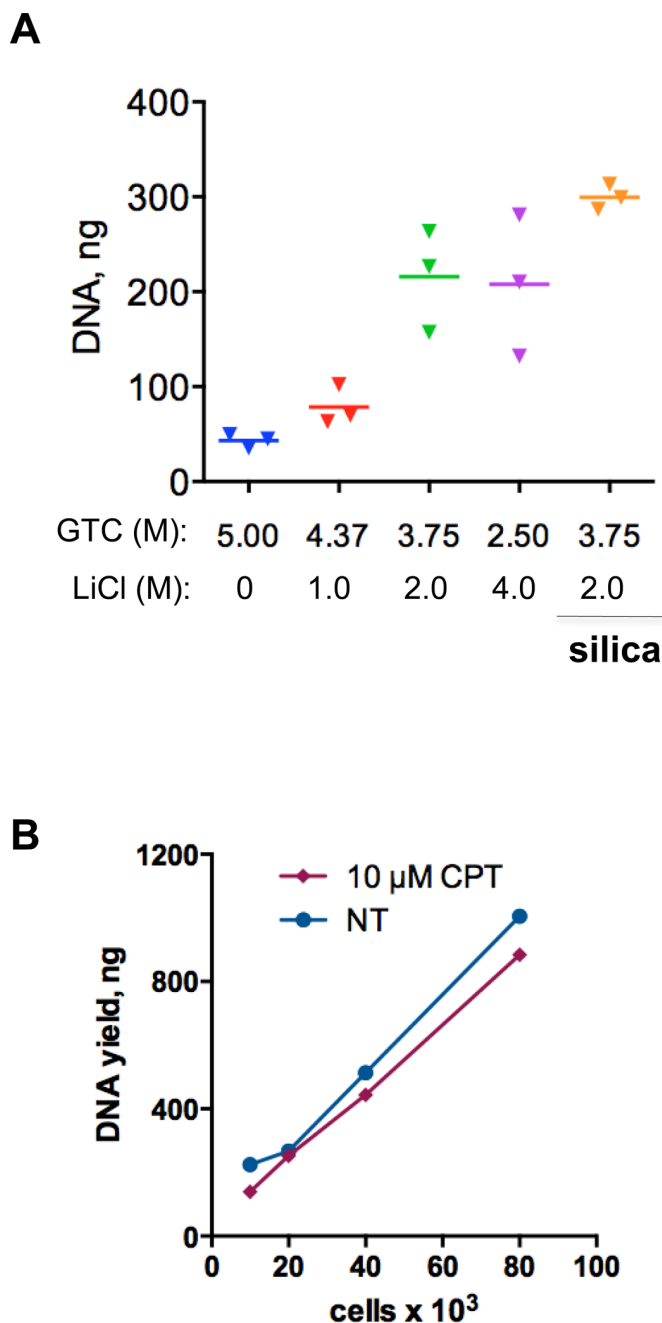 A
400
300
200
100
0
DNA, ng
GTC (M): 5.00 4.37 3.75 2.50 3.75
LiCl (M): 0 1.0 2.0 4.0 2.0
silica
B
1200
800
400
0
DNA yield, ng
10 µM CPT
NT
0 20 40 60 80 100
cells x 10³